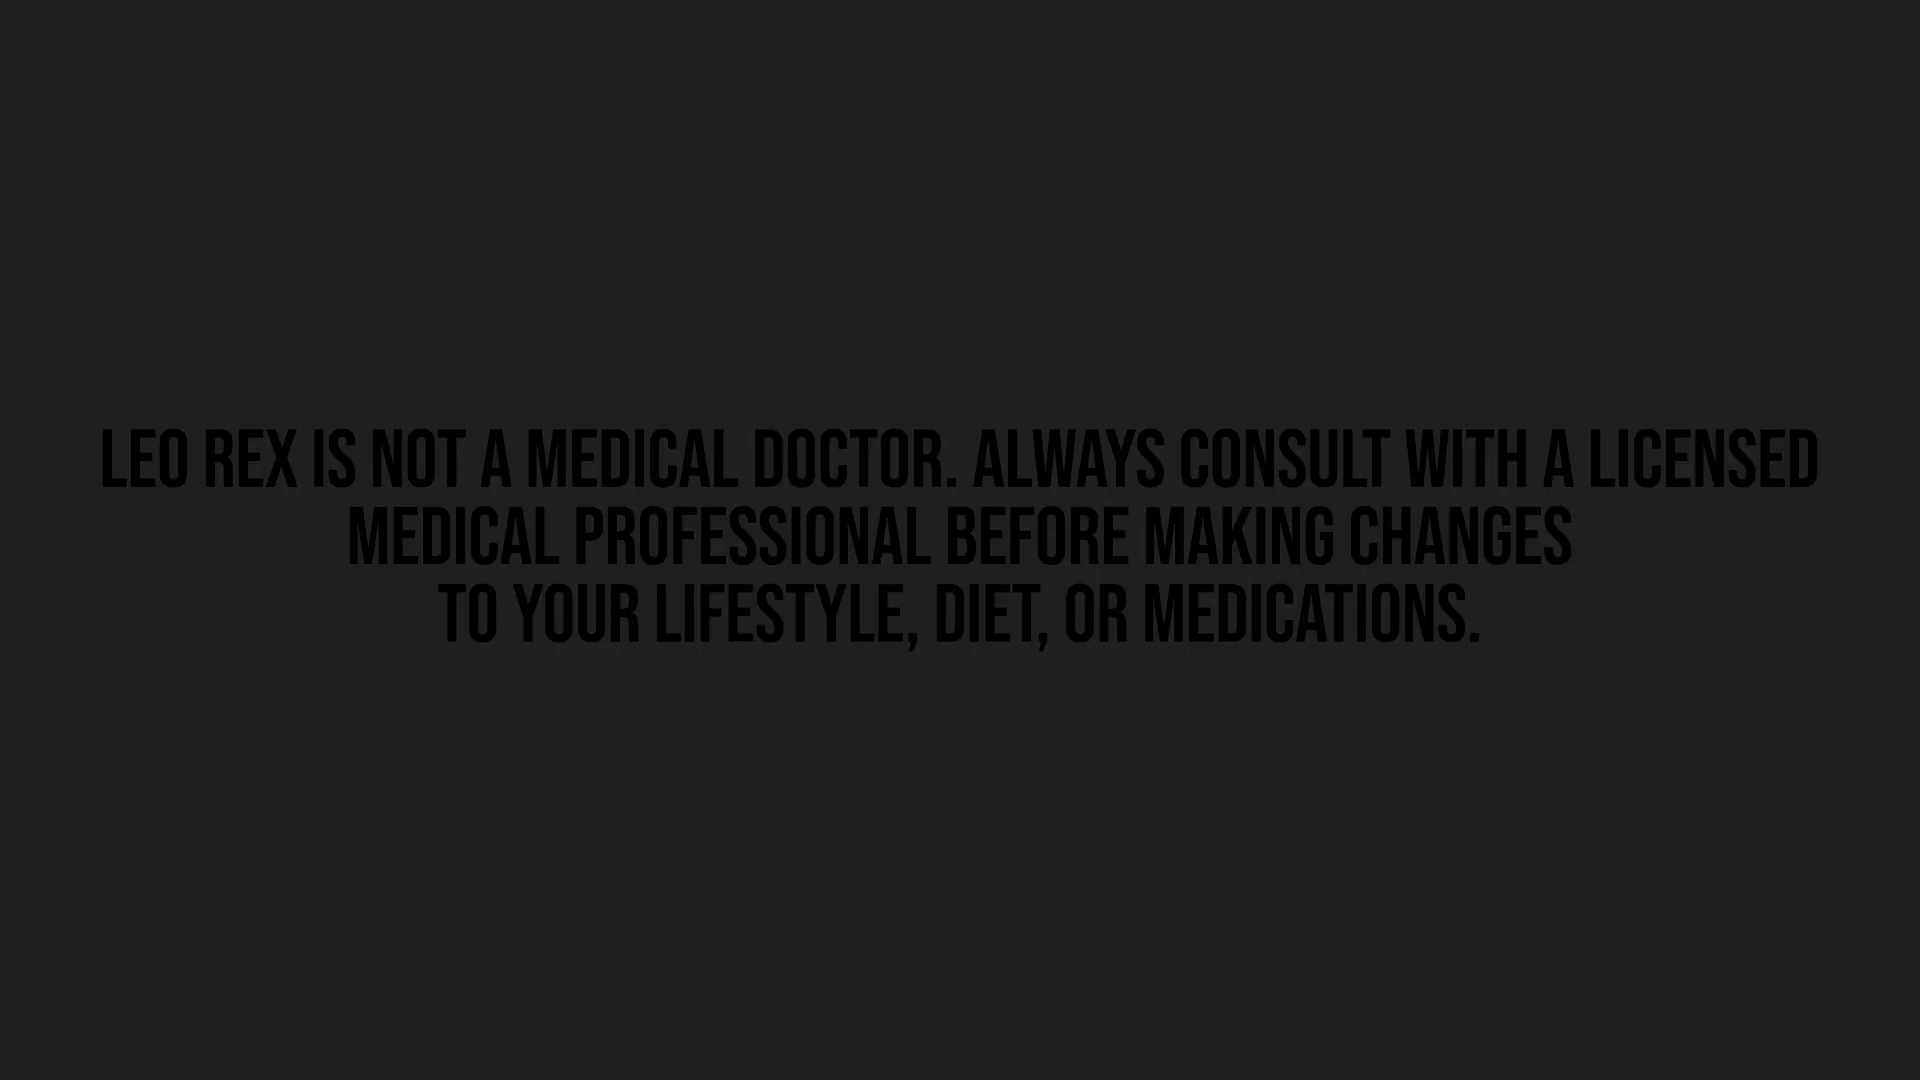 LEO REX IS NOT A MEDICAL DOCTOR. ALWAYS CONSULT WITH A LICENSED
MEDICAL PROFESSIONAL BEFORE MAKING CHANGES
TO YOUR LIFESTYLE, DIET, OR MEDICATIONS.